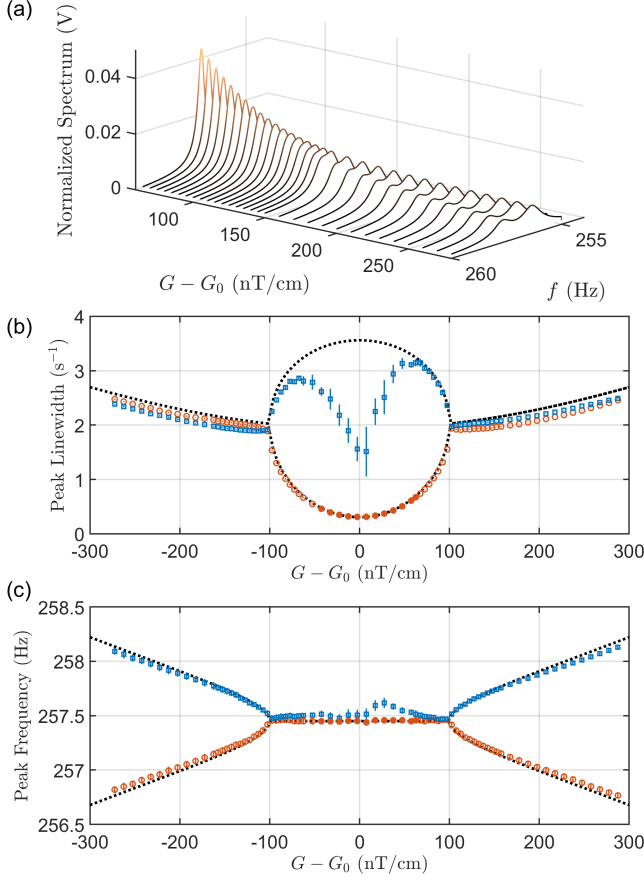 (a)
Normalized Spectrum (V)
0.04
0.02
0
100
150
200
250
260
255
G − G₀ (nT/cm)
f (Hz)
(b)
Peak Linewidth (s⁻¹)
4
3
2
1
0
-300 -200 -100 0 100 200 300
G − G₀ (nT/cm)
(c)
Peak Frequency (Hz)
258.5
258
257.5
257
256.5
-300 -200 -100 0 100 200 300
G − G₀ (nT/cm)